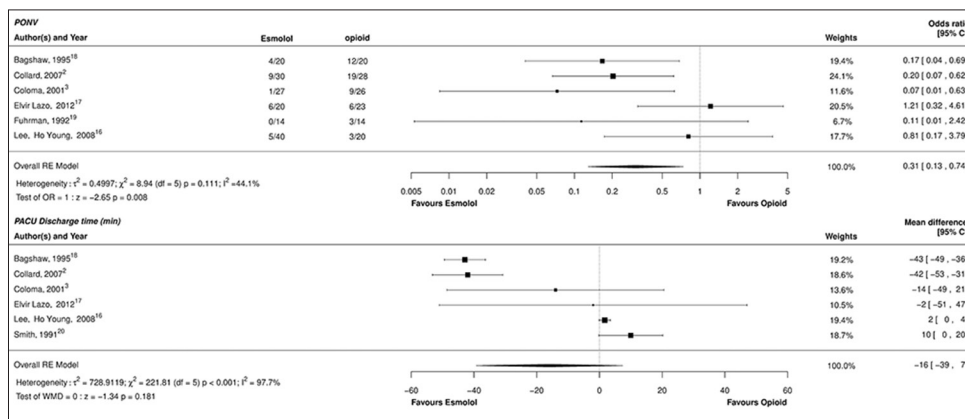 PONV Odds rati
Author(s) and Year Esmolol opioid Weights [95% C
Bagshaw, 1995¹⁸ 4/20 12/20 19.4% 0.17 [ 0.04 , 0.69
Collard, 2007² 9/30 19/28 24.1% 0.20 [ 0.07 , 0.62
Coloma, 2001³ 1/27 9/26 11.6% 0.07 [ 0.01 , 0.63
Elvir Lazo, 2012¹⁷ 6/20 6/23 20.5% 1.21 [ 0.32 , 4.61
Fuhrman, 1992¹⁹ 0/14 3/14 6.7% 0.11 [ 0.01 , 2.42
Lee, Ho Young, 2008¹⁶ 5/40 3/20 17.7% 0.81 [ 0.17 , 3.79
Overall RE Model 100.0% 0.31 [ 0.13 , 0.74
Heterogeneity : τ² = 0.4997; χ² = 8.94 (df = 5) p = 0.111; I² =44.1%
0.005 0.01 0.05 0.1 0.5 1 5
Test of OR = 1 : z = −2.65 p = 0.008
Favours Esmolol Favours Opioid
PACU Discharge time (min) Mean difference
Author(s) and Year Weights [95% C
Bagshaw, 1995¹⁸ 19.2% −43 [ −49 , −36
Collard, 2007² 18.6% −42 [ −53 , −31
Coloma, 2001³ 13.6% −14 [ −49 , 21
Elvir Lazo, 2012¹⁷ 10.5% −2 [ −51 , 47
Lee, Ho Young, 2008¹⁶ 19.4% 2 [ 0 , 4
Smith, 1991²⁰ 18.7% 10 [ 0 , 20
Overall RE Model 100.0% −16 [ −39 , 7
Heterogeneity : τ² = 728.9119; χ² = 221.81 (df = 5) p < 0.001; I² = 97.7%
−60 −40 −20 0 20 40 60
Test of WMD = 0 : z = −1.34 p = 0.181
Favours Esmolol Favours Opioid